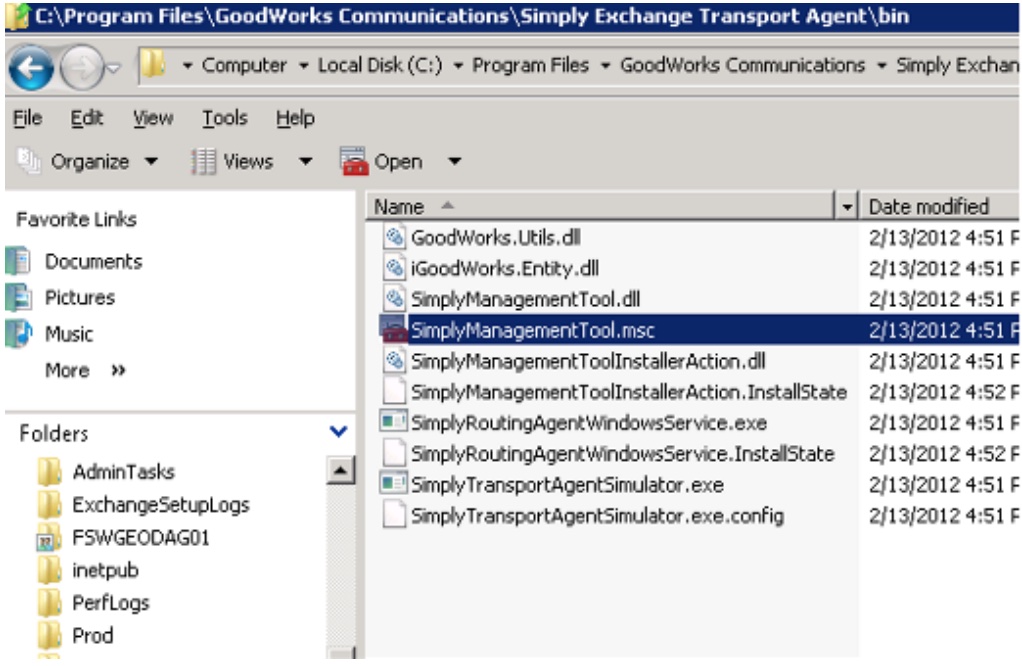 C:\Program Files\GoodWorks Communications\Simply Exchange Transport Agent\bin
Computer Local Disk (C:) Program Files GoodWorks Communications Simply Exchan
File Edit View Tools Help
Organize Views Open
Favorite Links
Documents
Pictures
Music
More »
Folders
AdminTasks
ExchangeSetupLogs
FSWGEODAG01
inetpub
PerfLogs
Prod
Name Date modified
GoodWorks.Utils.dll 2/13/2012 4:51 P
iGoodWorks.Entity.dll 2/13/2012 4:51 P
SimplyManagementTool.dll 2/13/2012 4:51 P
SimplyManagementTool.msc 2/13/2012 4:51 P
SimplyManagementToolInstallerAction.dll 2/13/2012 4:51 P
SimplyManagementToolInstallerAction.InstallState 2/13/2012 4:52 P
SimplyRoutingAgentWindowsService.exe 2/13/2012 4:51 P
SimplyRoutingAgentWindowsService.InstallState 2/13/2012 4:52 P
SimplyTransportAgentSimulator.exe 2/13/2012 4:51 P
SimplyTransportAgentSimulator.exe.config 2/13/2012 4:51 P